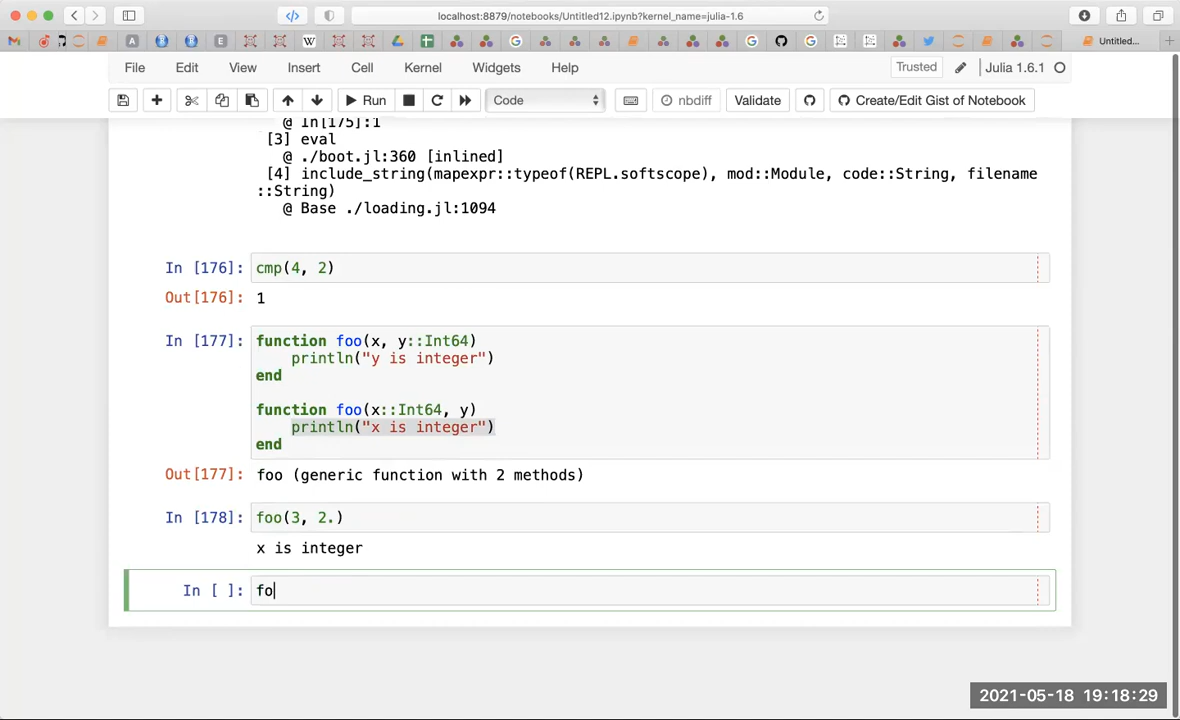 localhost:8879/notebooks/Untitled12.ipynb?kernel_name=julia-1.6
Untitled...
File Edit View Insert Cell Kernel Widgets Help Trusted Julia 1.6.1
Run Code nbdiff Validate Create/Edit Gist of Notebook
@ In[175]:1
[3] eval
@ ./boot.jl:360 [inlined]
[4] include_string(mapexpr::typeof(REPL.softscope), mod::Module, code::String, filename
::String)
@ Base ./loading.jl:1094
In [176]: cmp(4, 2)
Out[176]: 1
In [177]: function foo(x, y::Int64)
println("y is integer")
end
function foo(x::Int64, y)
println("x is integer")
end
Out[177]: foo (generic function with 2 methods)
In [178]: foo(3, 2.)
x is integer
In [ ]: fo
2021-05-18 19:18:29